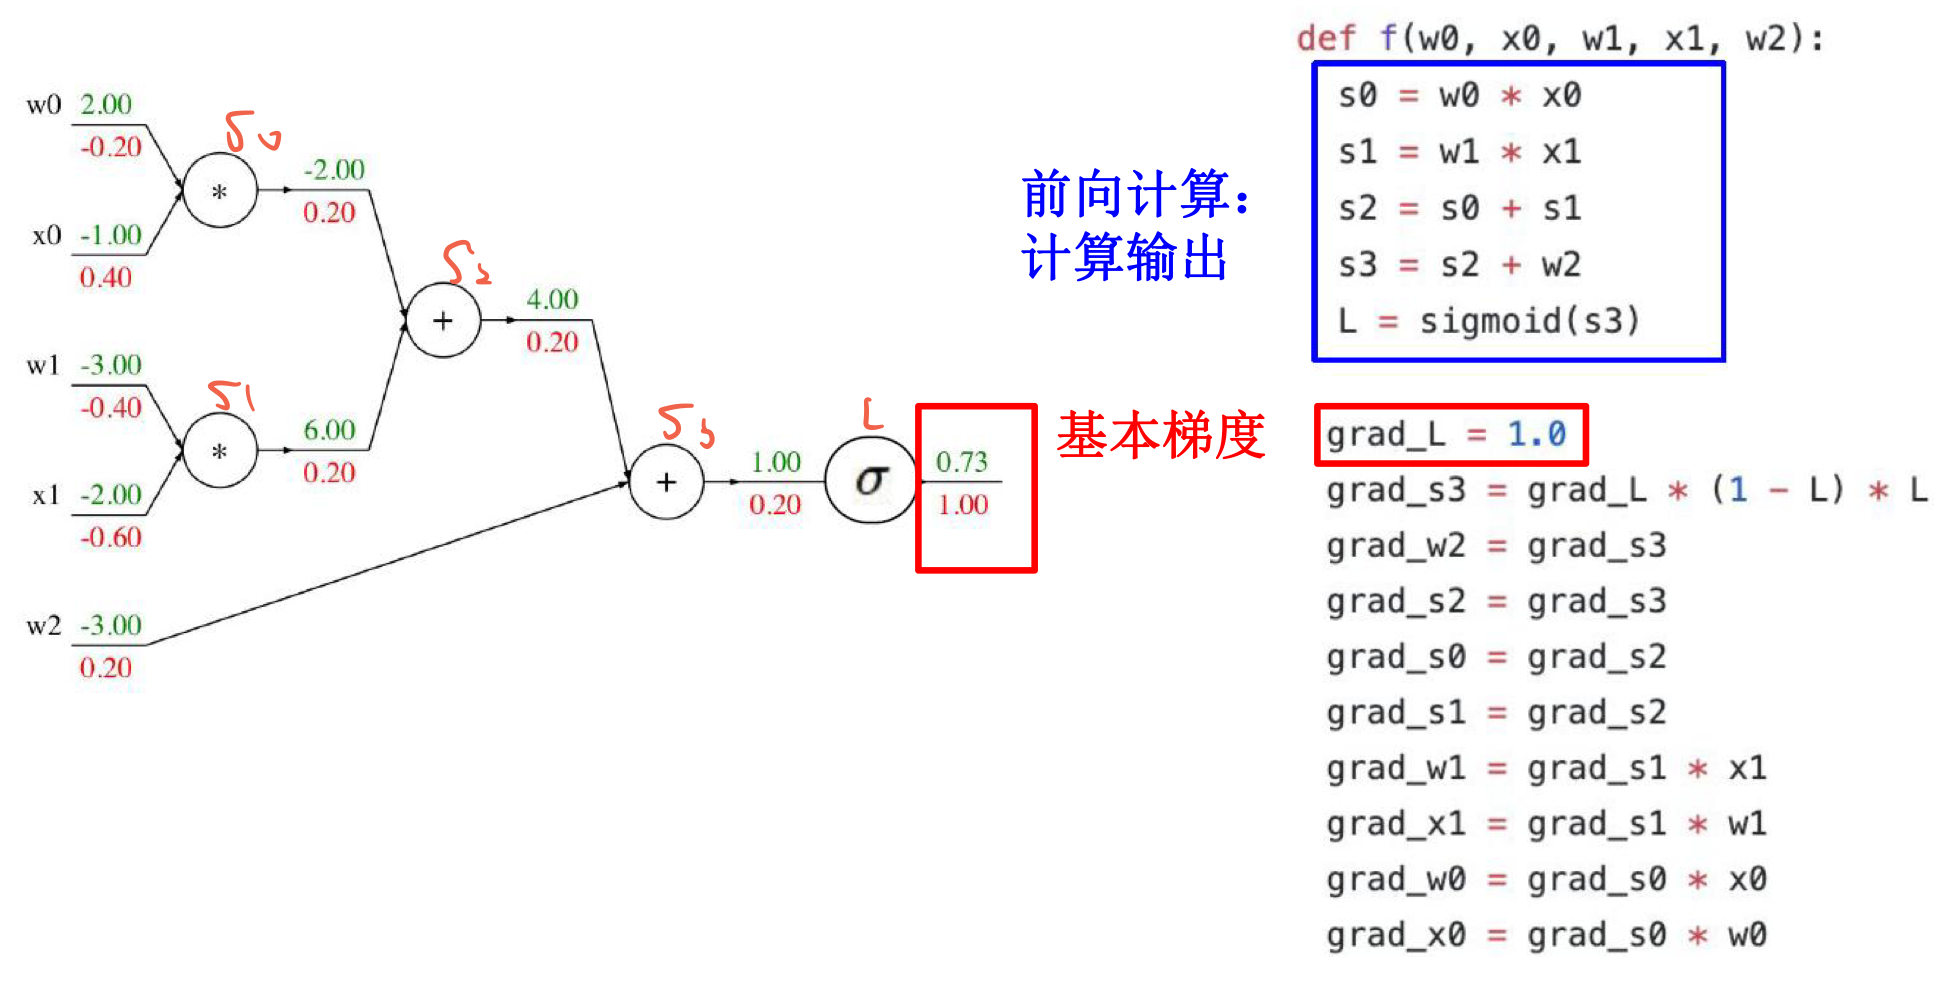 def f(w0, x0, w1, x1, w2):
s0 = w0 * x0
s1 = w1 * x1
s2 = s0 + s1
s3 = s2 + w2
L = sigmoid(s3)
前向计算：
计算输出
基本梯度
grad_L = 1.0
grad_s3 = grad_L * (1 - L) * L
grad_w2 = grad_s3
grad_s2 = grad_s3
grad_s0 = grad_s2
grad_s1 = grad_s2
grad_w1 = grad_s1 * x1
grad_x1 = grad_s1 * w1
grad_w0 = grad_s0 * x0
grad_x0 = grad_s0 * w0
w0 2.00
-0.20
x0 -1.00
0.40
w1 -3.00
-0.40
x1 -2.00
-0.60
w2 -3.00
0.20
S0
*
-2.00
0.20
S1
*
6.00
0.20
S2
+
4.00
0.20
S3
+
1.00
0.20
L
σ
0.73
1.00